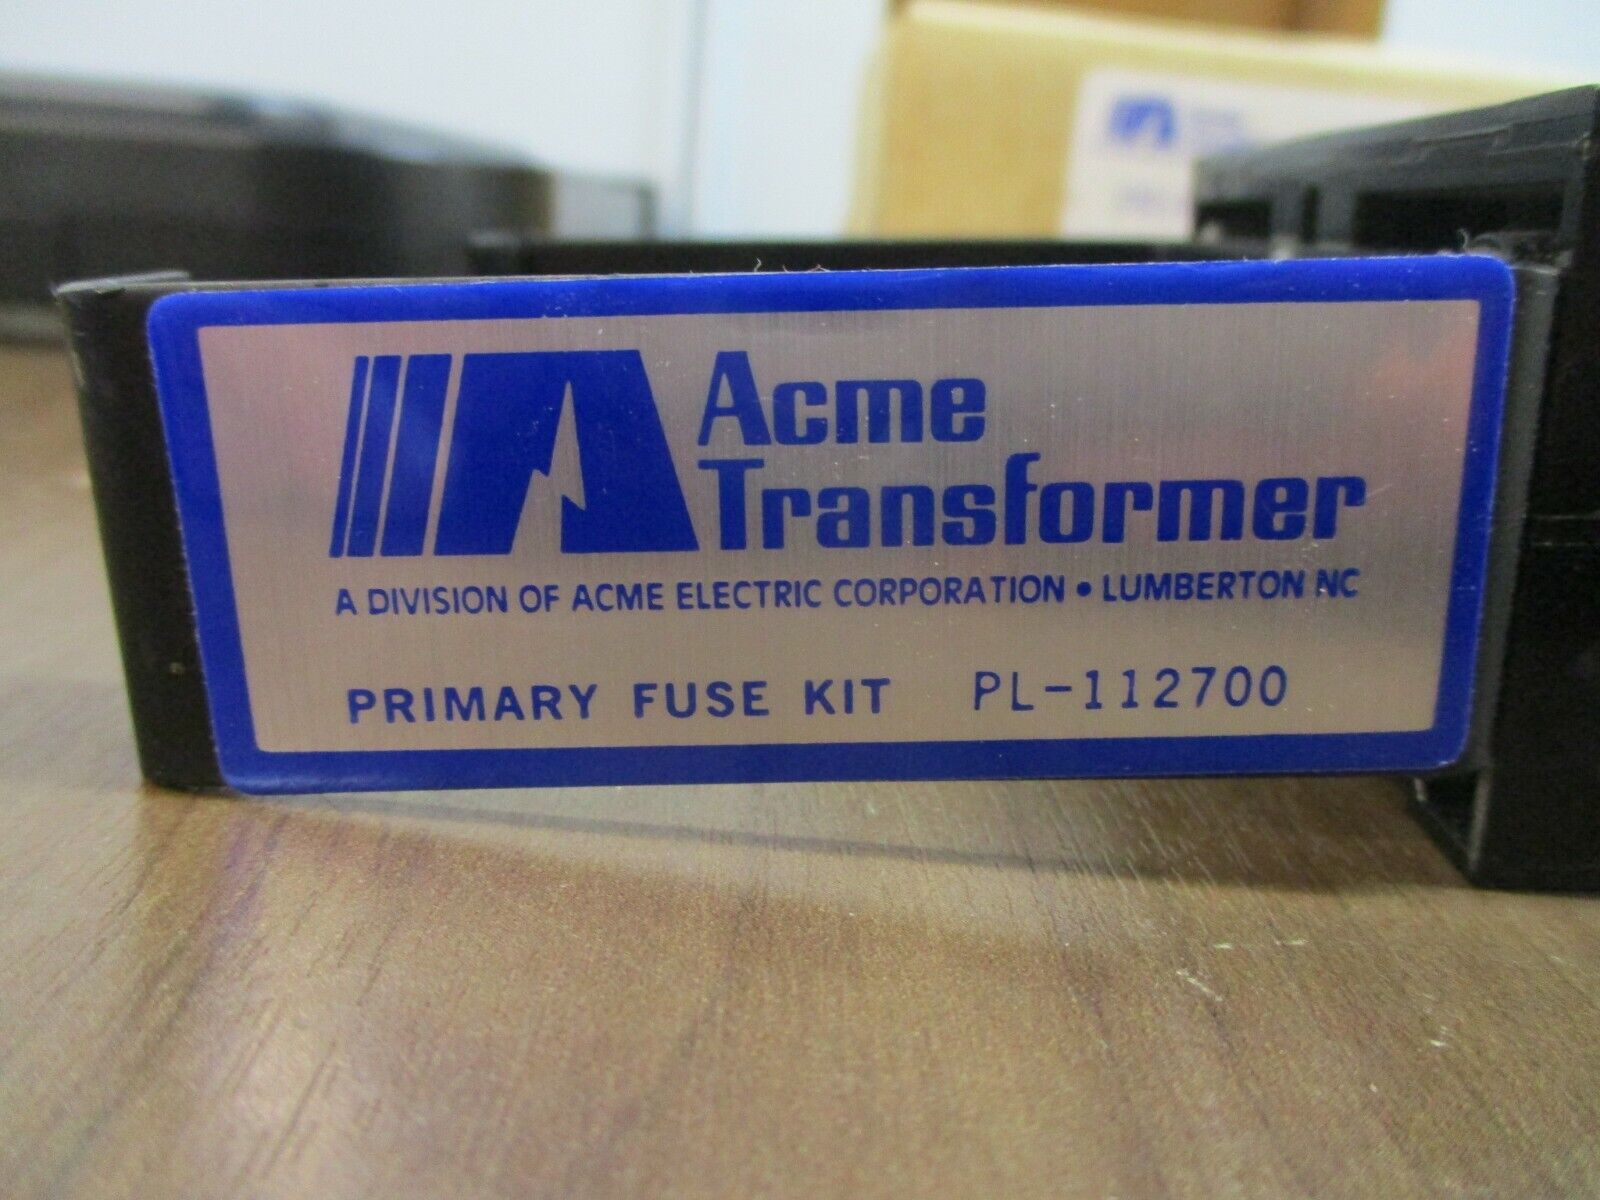 Acme
Transformer
A DIVISION OF ACME ELECTRIC CORPORATION • LUMBERTON NC
PRIMARY FUSE KIT PL-112700